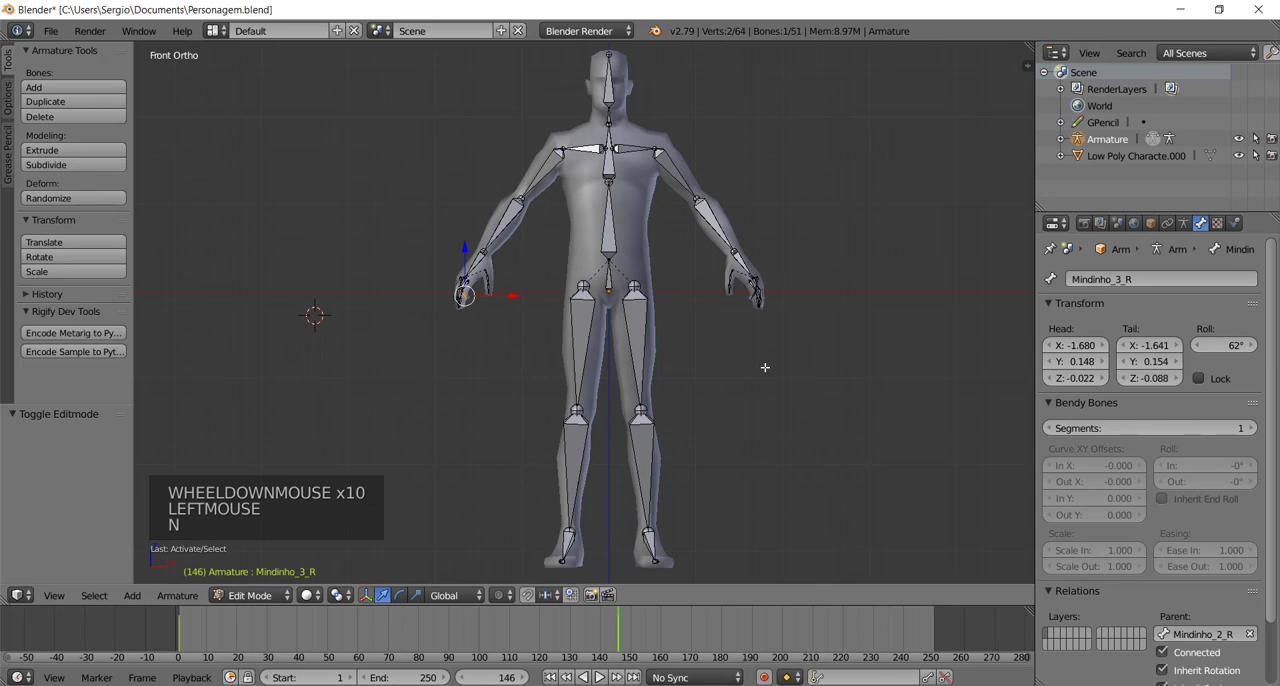 Blender* [C:\Users\Sergio\Documents\Personagem.blend]
File Render Window Help Default Scene Blender Render v2.79 | Verts:2/64 | Bones:1/51 | Mem:8.97M | Armature
Tools
Options
Grease Pencil
Armature Tools
Bones:
Add
Duplicate
Delete
Modeling:
Extrude
Subdivide
Deform:
Randomize
Transform
Translate
Rotate
Scale
History
Rigify Dev Tools
Encode Metarig to Py...
Encode Sample to Pyt...
Toggle Editmode
Front Ortho
WHEELDOWNMOUSE x10
LEFTMOUSE
N
Last: Activate/Select
(146) Armature : Mindinho_3_R
View Search All Scenes
Scene
RenderLayers
World
GPencil
Armature
Low Poly Characte.000
Arm Arm Mindin
Mindinho_3_R
Transform
Head: Tail: Roll:
X: -1.680 X: -1.641 62°
Y: 0.148 Y: 0.154
Z: -0.022 Z: -0.088 Lock
Bendy Bones
Segments: 1
Curve XY Offsets: Roll:
In X: -0.000 In: -0°
Out X: -0.000 Out: -0°
In Y: 0.000 Inherit End Roll
Out Y: 0.000
Scale: Easing:
Scale In: 1.000 Ease In: 1.000
Scale Out: 1.000 Ease Out: 1.000
Relations
Layers: Parent:
Mindinho_2_R
Connected
Inherit Rotation
View Select Add Armature Edit Mode Global
-50 -40 -30 -20 -10 0 10 20 30 40 50 60 70 80 90 100 110 120 130 140 150 160 170 180 190 200 210 220 230 240 250 260 270 280
View Marker Frame Playback Start: 1 End: 250 146 No Sync